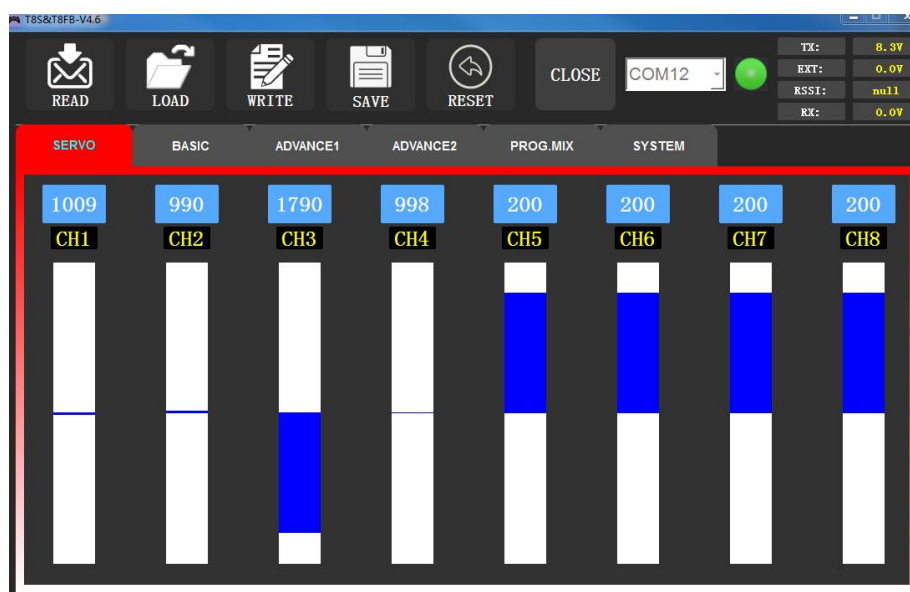 T8S&T8FB-V4.6
READ LOAD WRITE SAVE RESET CLOSE COM12
TX: 8.3V
EXT: 0.0V
RSSI: null
RX: 0.0V
SERVO BASIC ADVANCE1 ADVANCE2 PROG.MIX SYSTEM
1009 990 1790 998 200 200 200 200
CH1 CH2 CH3 CH4 CH5 CH6 CH7 CH8